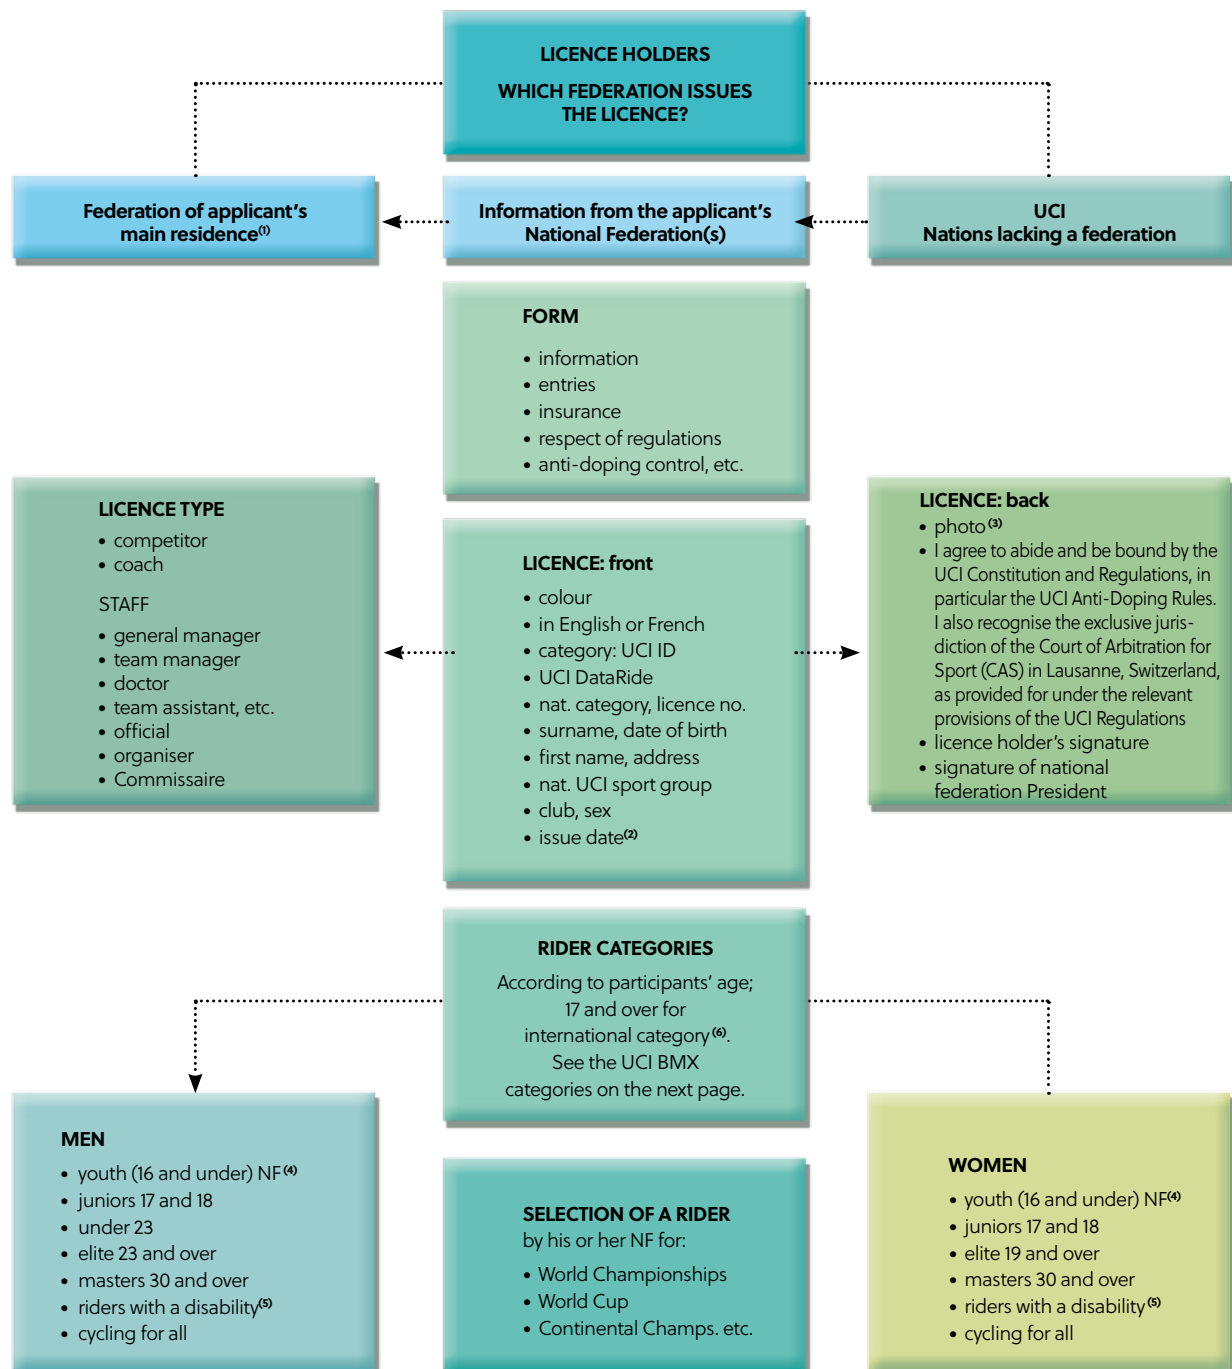 LICENCE HOLDERS
WHICH FEDERATION ISSUES
THE LICENCE?
Federation of applicant's
main residence(1)
Information from the applicant's
National Federation(s)
UCI
Nations lacking a federation
FORM
• information
• entries
• insurance
• respect of regulations
• anti-doping control, etc.
LICENCE TYPE
• competitor
• coach
STAFF
• general manager
• team manager
• doctor
• team assistant, etc.
• official
• organiser
• Commissaire
LICENCE: front
• colour
• in English or French
• category: UCI ID
• UCI DataRide
• nat. category, licence no.
• surname, date of birth
• first name, address
• nat. UCI sport group
• club, sex
• issue date(2)
LICENCE: back
• photo(3)
• I agree to abide and be bound by the
UCI Constitution and Regulations, in
particular the UCI Anti-Doping Rules.
I also recognise the exclusive juris-
diction of the Court of Arbitration for
Sport (CAS) in Lausanne, Switzerland,
as provided for under the relevant
provisions of the UCI Regulations
• licence holder's signature
• signature of national
federation President
RIDER CATEGORIES
According to participants' age;
17 and over for
international category(6).
See the UCI BMX
categories on the next page.
MEN
• youth (16 and under) NF(4)
• juniors 17 and 18
• under 23
• elite 23 and over
• masters 30 and over
• riders with a disability(5)
• cycling for all
SELECTION OF A RIDER
by his or her NF for:
• World Championships
• World Cup
• Continental Champs. etc.
WOMEN
• youth (16 and under) NF(4)
• juniors 17 and 18
• elite 19 and over
• masters 30 and over
• riders with a disability(5)
• cycling for all